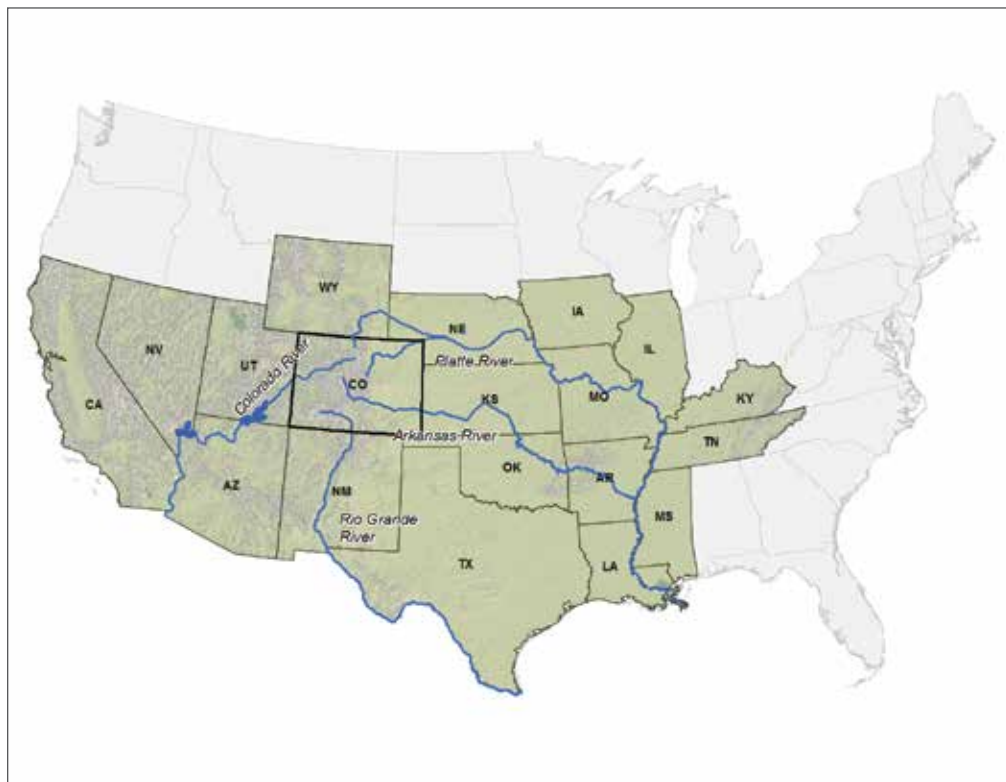 WY
IA
NE
IL
NV
UT
Colorado River
Platte River
CO
KS
MO
KY
CA
Arkansas River
TN
OK
AR
AZ
NM
MS
Rio Grande
River
TX
LA